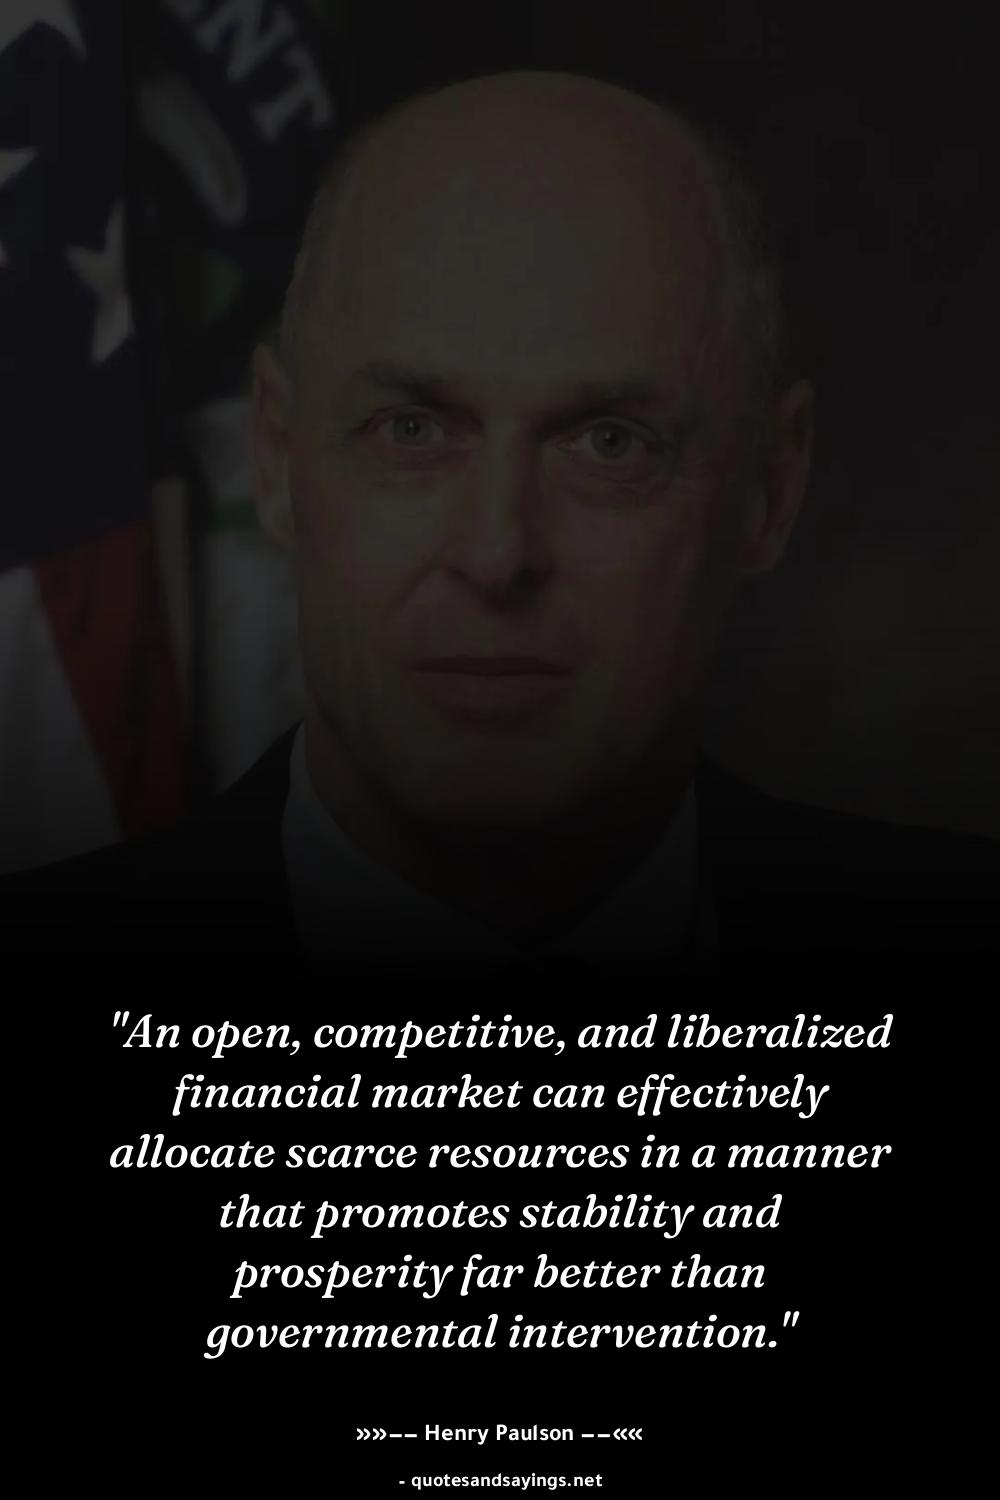 ENT
"An open, competitive, and liberalized
financial market can effectively
allocate scarce resources in a manner
that promotes stability and
prosperity far better than
governmental intervention."
»»−− Henry Paulson −−««
- quotesandsayings.net